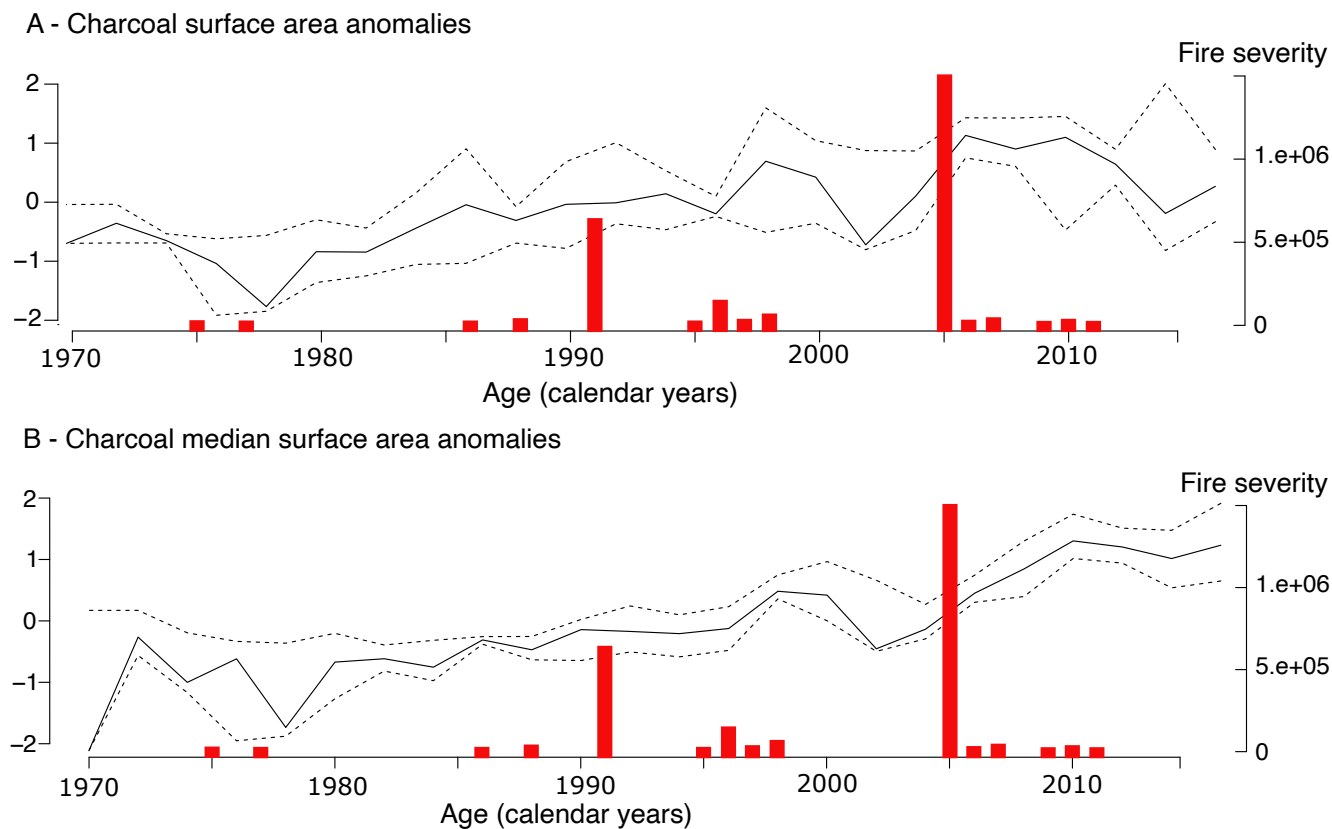 A - Charcoal surface area anomalies
Fire severity
2
1
0
−1
−2
1.e+06
5.e+05
0
1970 1980 1990 2000 2010
Age (calendar years)
B - Charcoal median surface area anomalies
Fire severity
2
1
0
−1
−2
1.e+06
5.e+05
0
1970 1980 1990 2000 2010
Age (calendar years)